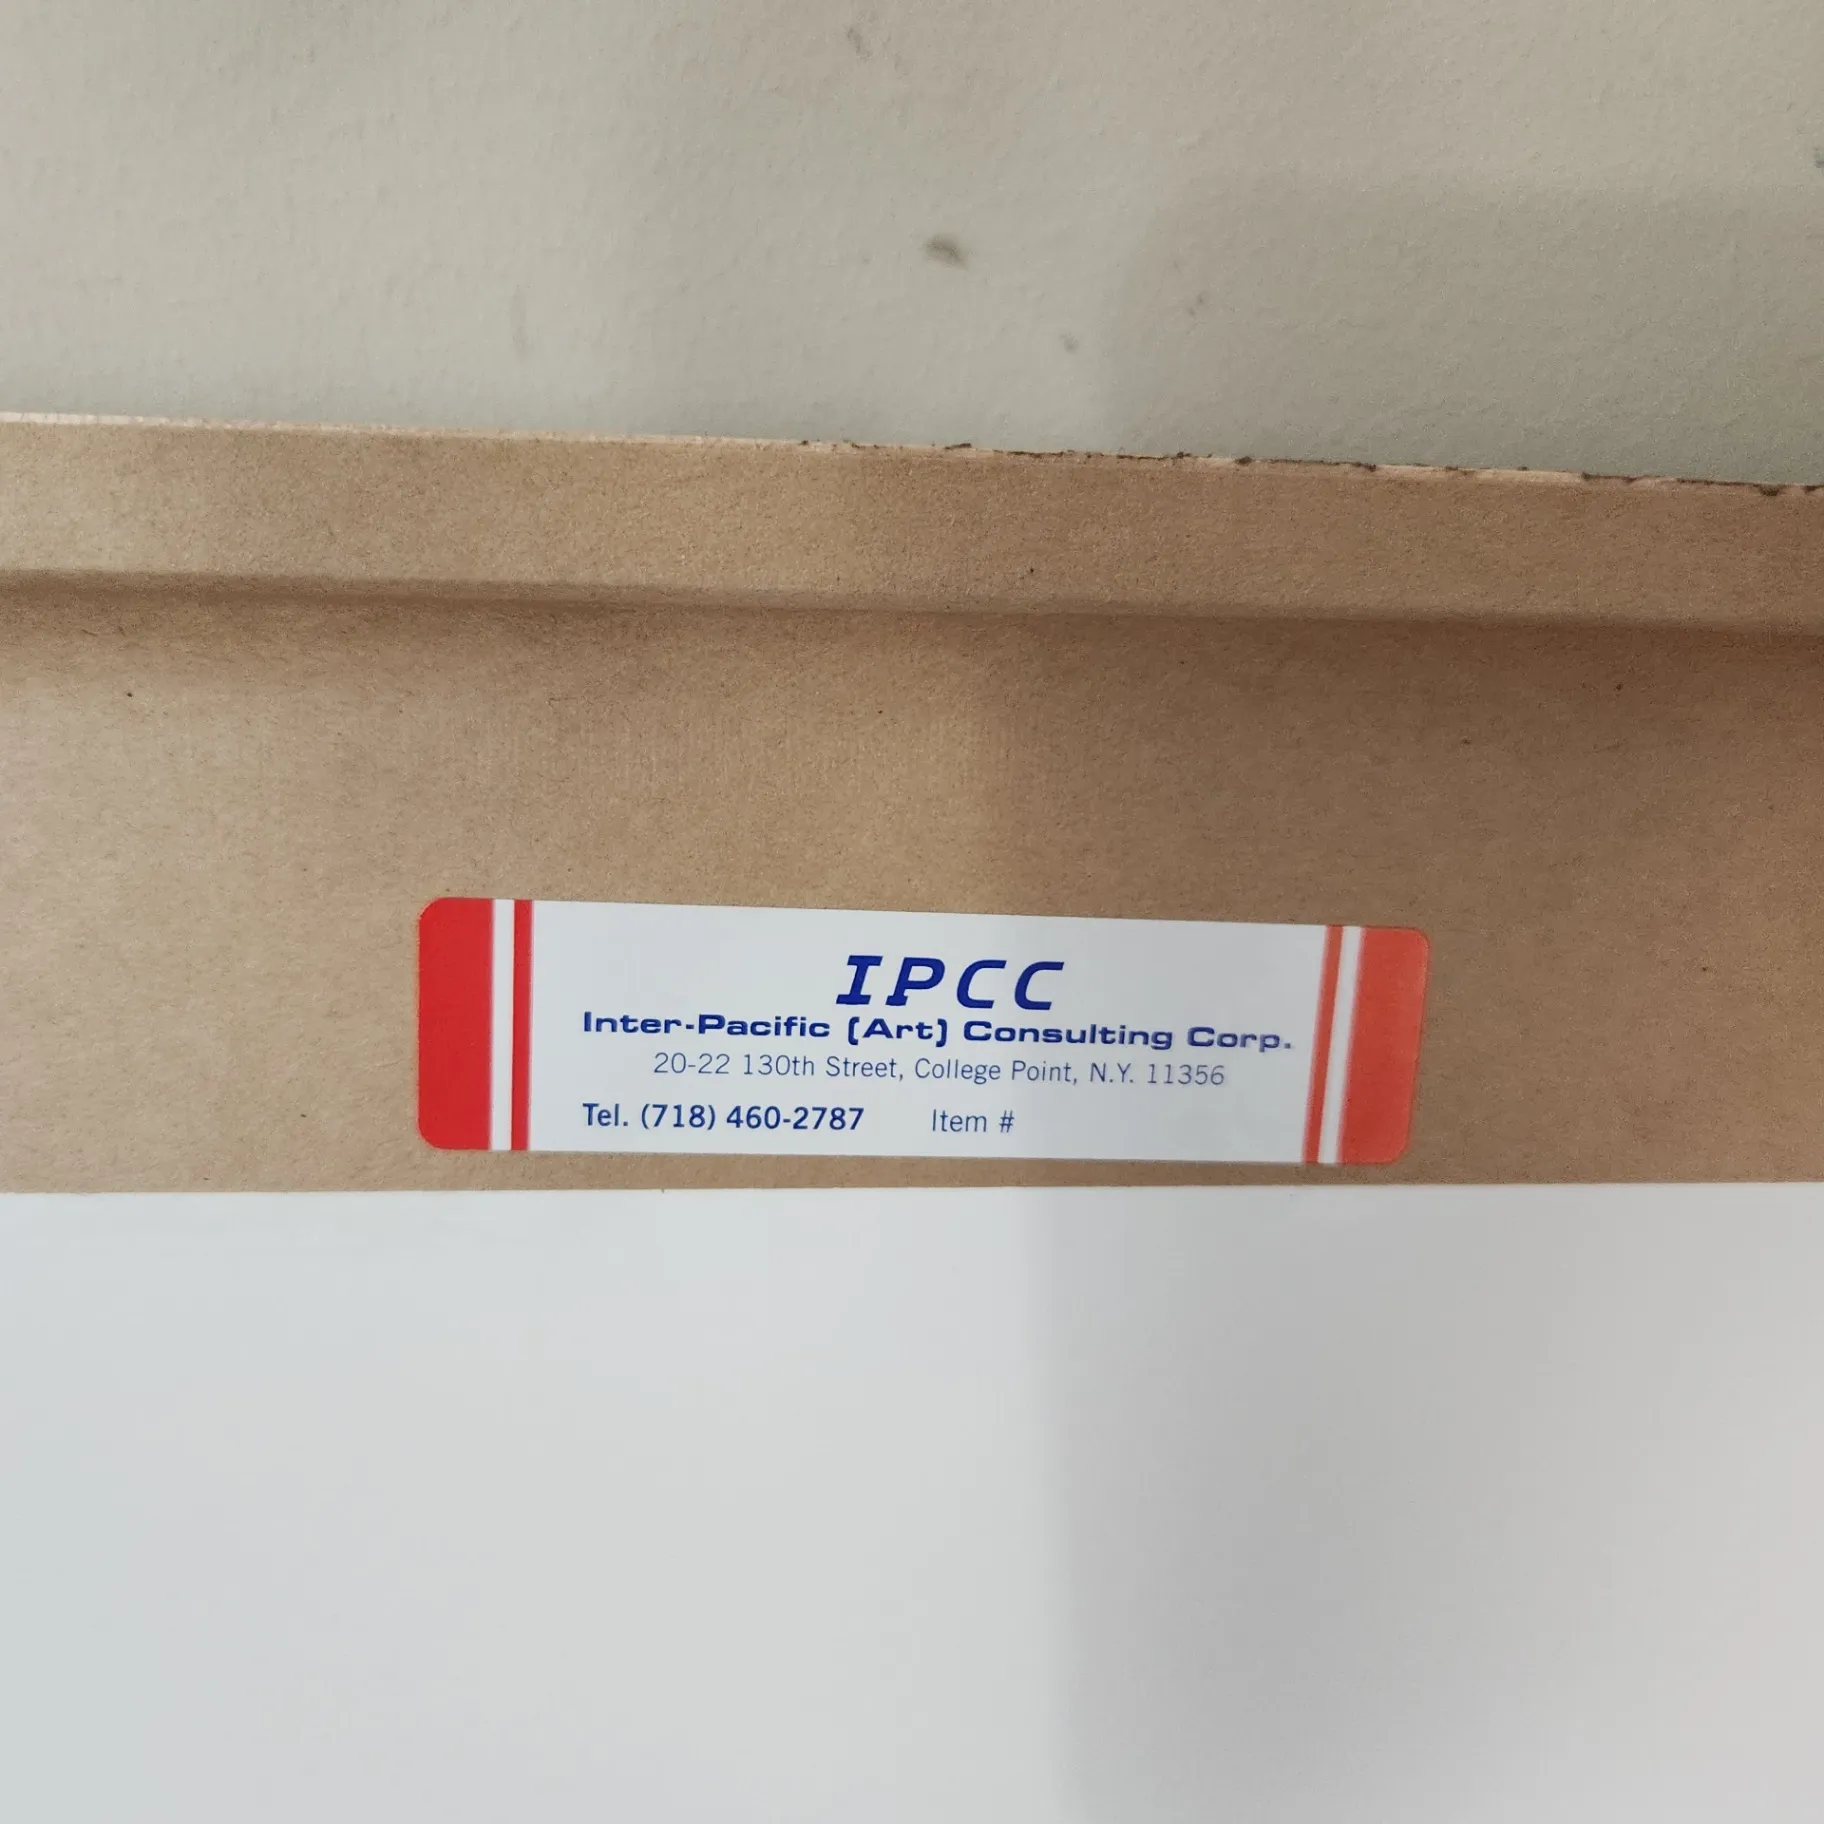 IPCC
Inter-Pacific (Art) Consulting Corp.
20-22 130th Street, College Point, N.Y. 11356
Tel. (718) 460-2787 Item #